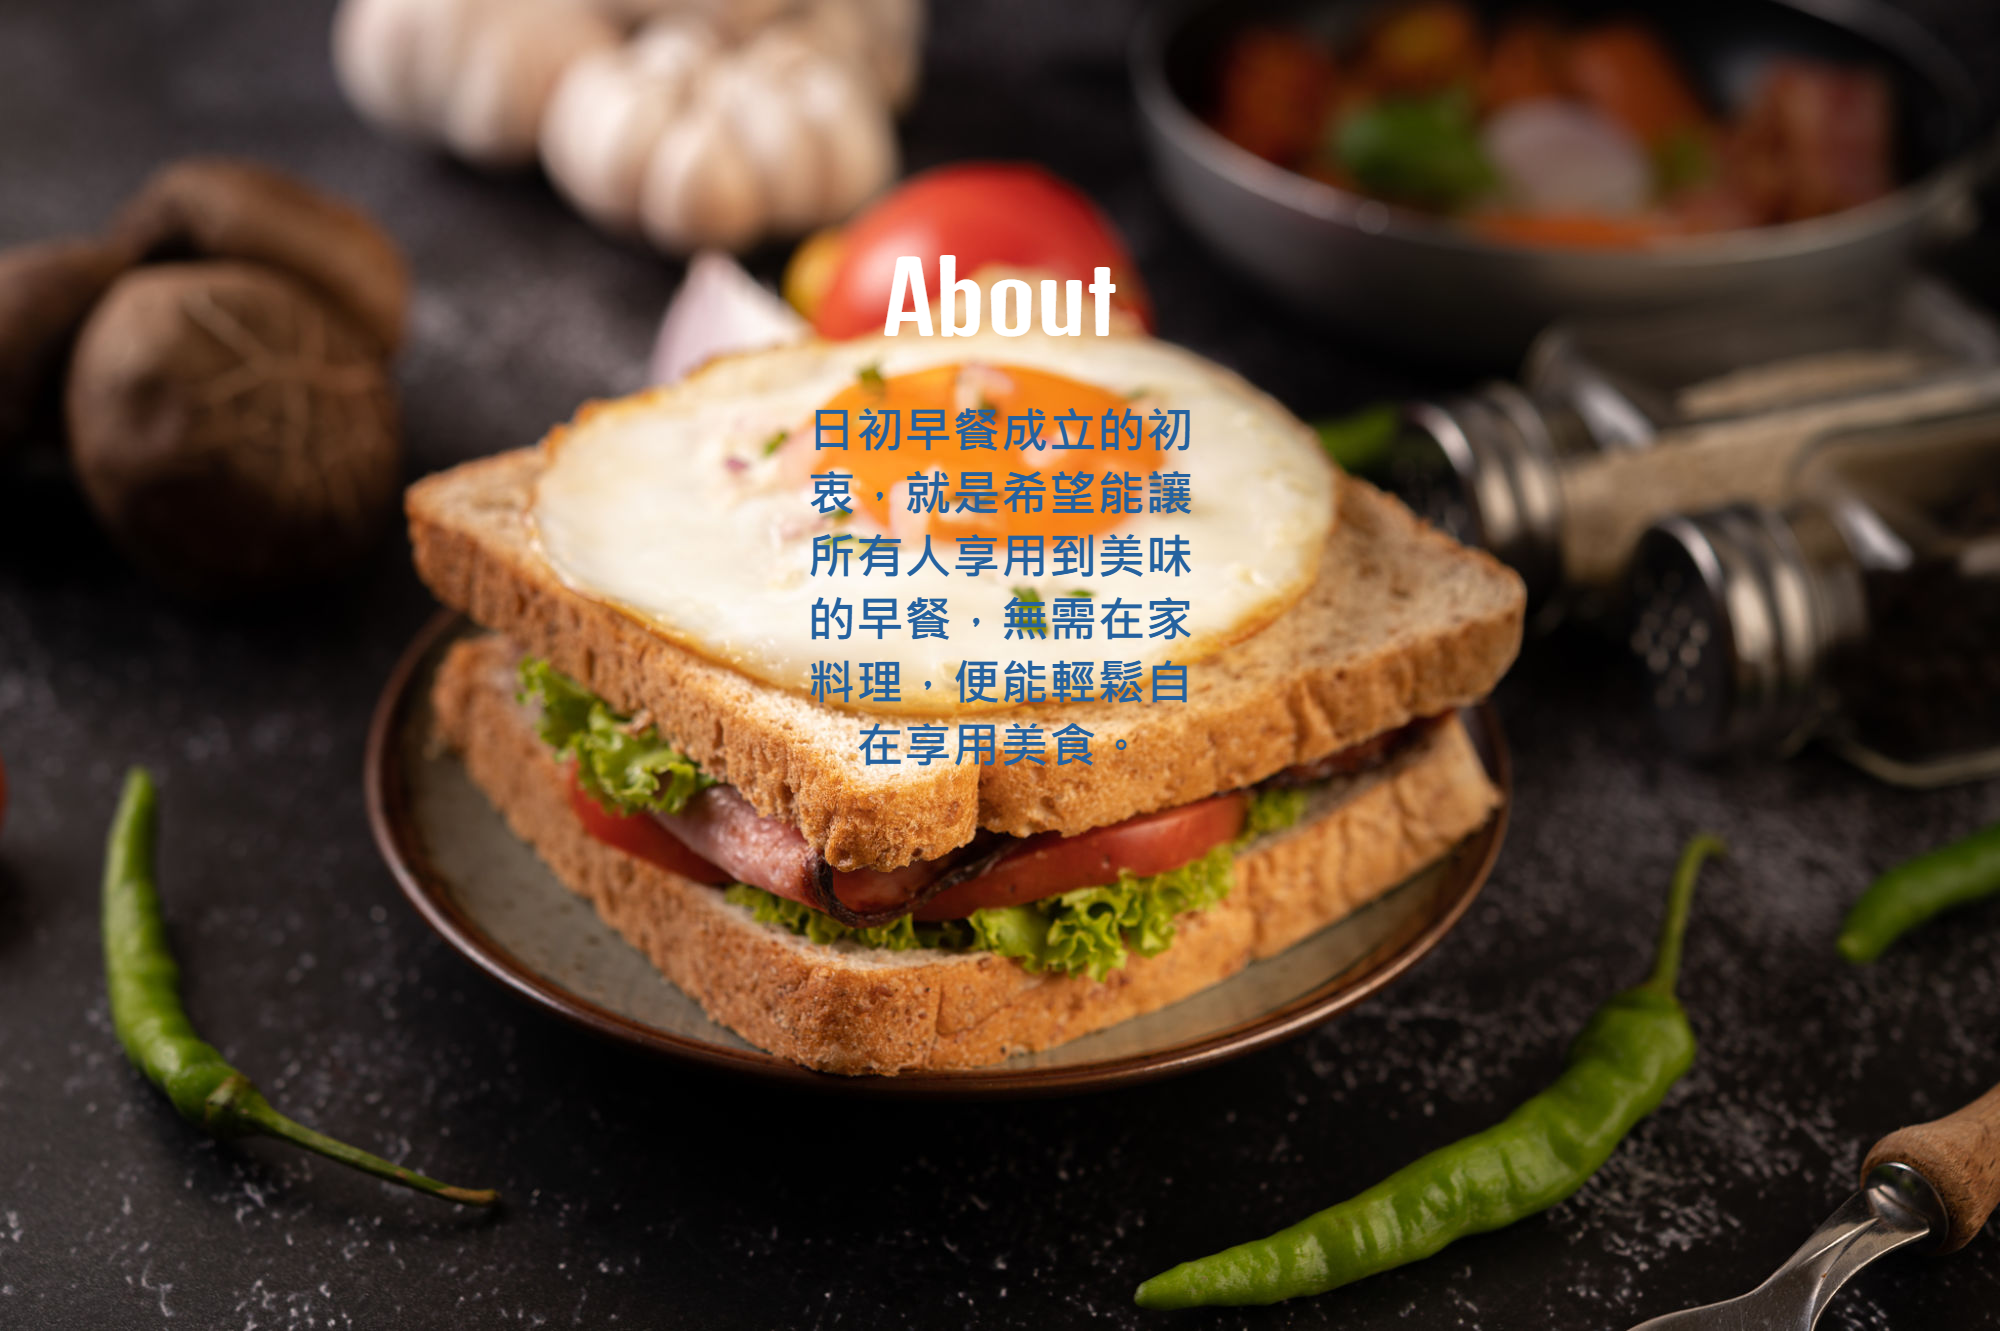 About
日初早餐成立的初
衷，就是希望能讓
所有人享用到美味
的早餐，無需在家
料理，便能輕鬆自
在享用美食。